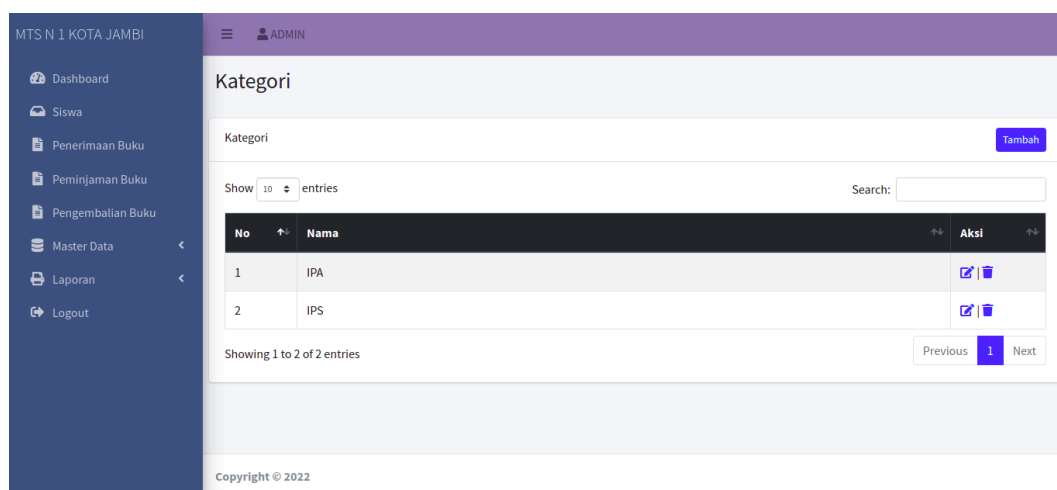 MTS N 1 KOTA JAMBI
ADMIN
Dashboard
Siswa
Penerimaan Buku
Peminjaman Buku
Pengembalian Buku
Master Data
Laporan
Logout
Kategori
Kategori
Tambah
Show 10 entries
Search:
No Nama Aksi
1 IPA |
2 IPS |
Showing 1 to 2 of 2 entries
Previous 1 Next
Copyright © 2022